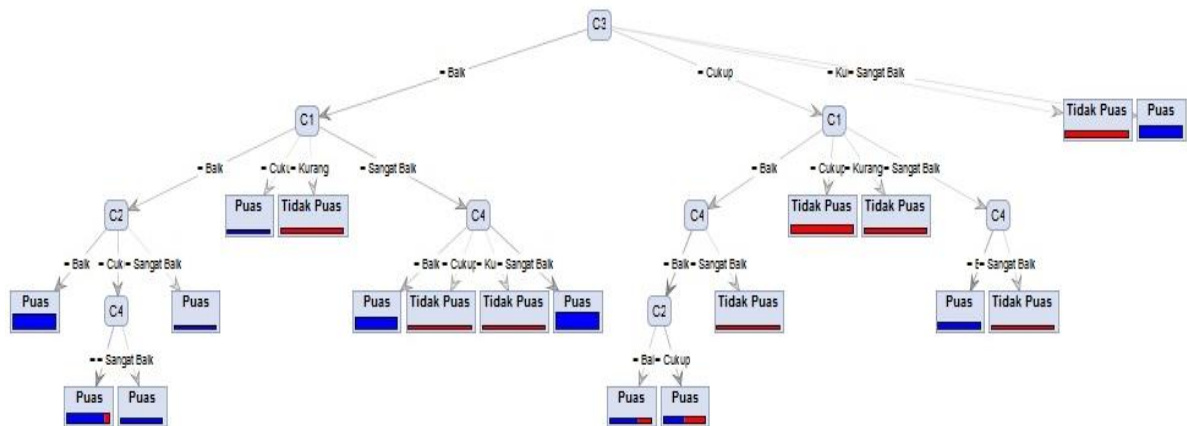 C3
= Baik
= Cukup
= Ku
= Sangat Baik
C1
C1
Tidak Puas
Puas
= Baik
= Cuku
= Kurang
= Sangat Baik
= Baik
= Cukup
= Kurang
= Sangat Baik
C2
Puas
Tidak Puas
C4
C4
Tidak Puas
Tidak Puas
C4
= Baik
= Cuk
= Sangat Baik
= Baik
= Cukup
= Ku
= Sangat Baik
= Baik
= Sangat Baik
= Sangat Baik
Puas
C4
Puas
Puas
Tidak Puas
Tidak Puas
Puas
C2
Tidak Puas
Puas
Tidak Puas
= Sangat Baik
= Bai
= Cukup
Puas
Puas
Puas
Puas